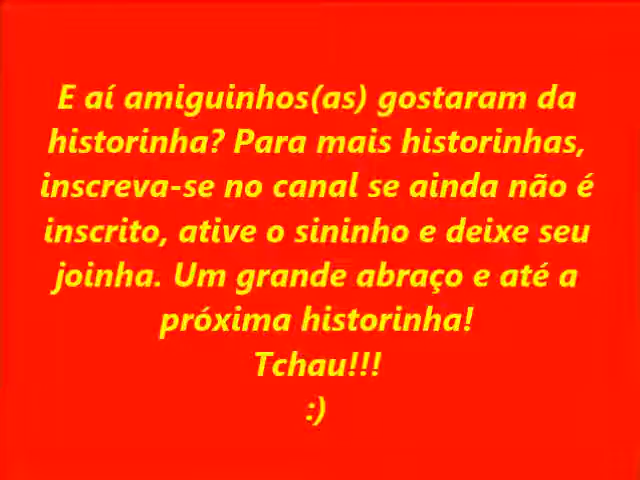 E aí amiguinhos(as) gostaram da
historinha? Para mais historinhas,
inscreva-se no canal se ainda não é
inscrito, ative o sininho e deixe seu
joinha. Um grande abraço e até a
próxima historinha!
Tchau!!!
:)